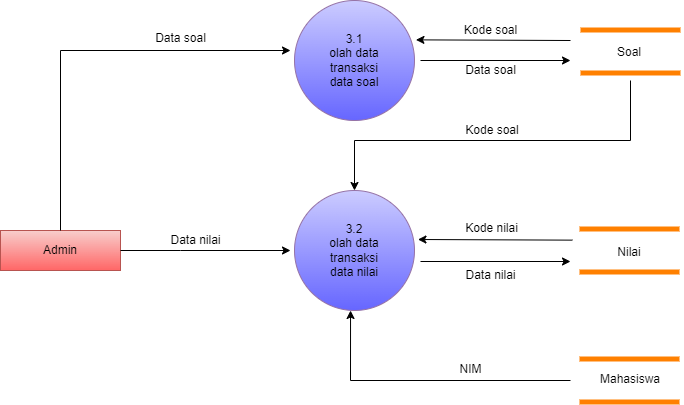 Data soal
3.1
olah data
transaksi
data soal
Kode soal
Data soal
Soal
Kode soal
Admin
Data nilai
3.2
olah data
transaksi
data nilai
Kode nilai
Data nilai
Nilai
NIM
Mahasiswa